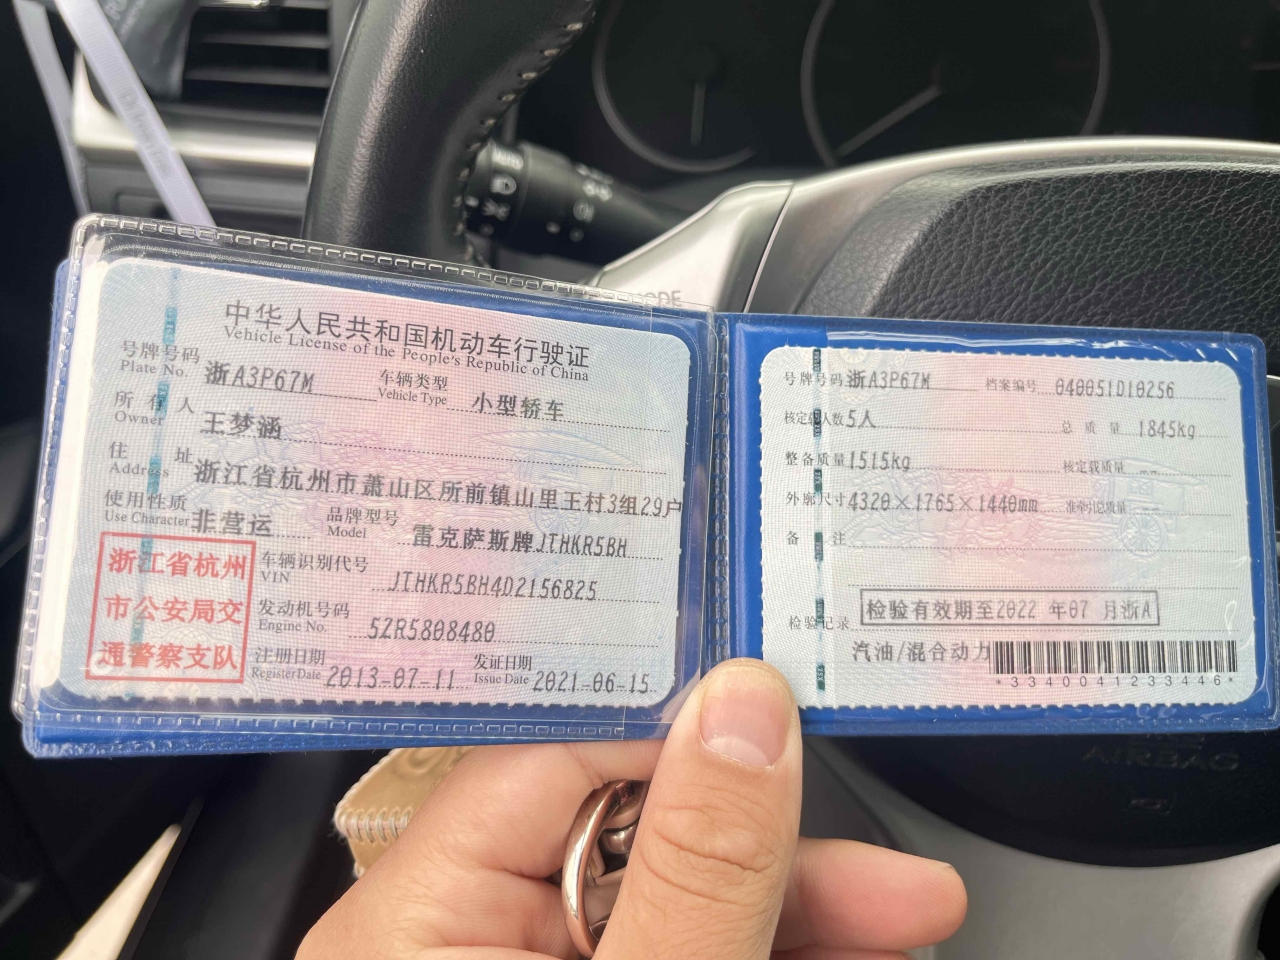 中华人民共和国机动车行驶证
Vehicle License of the People's Republic of China
号牌号码 浙A3P67M 车辆类型 小型轿车
Plate No. Vehicle Type
所有人 王梦涵
Owner
住址 浙江省杭州市萧山区所前镇山里王村3组29户
Address
使用性质 非营运 品牌型号 雷克萨斯牌JTHKR5BH
Use Character Model
浙江省杭州
市公安局交
通警察支队
车辆识别代号 JTHKR5BH4D2156825
VIN
发动机号码 5ZR5808480
Engine No.
注册日期 2013-07-11 发证日期 2021-06-15
Register Date Issue Date
号牌号码 浙A3P67M 档案编号 040051010256
核定载人数 5人 总质量 1845kg
整备质量 1515kg 核定载质量 --
外廓尺寸 4320×1765×1440mm 准牵引总质量 --
备注
检验记录 检验有效期至2022 年07 月浙A
汽油/混合动力
*3340041233446*
AIRBAG